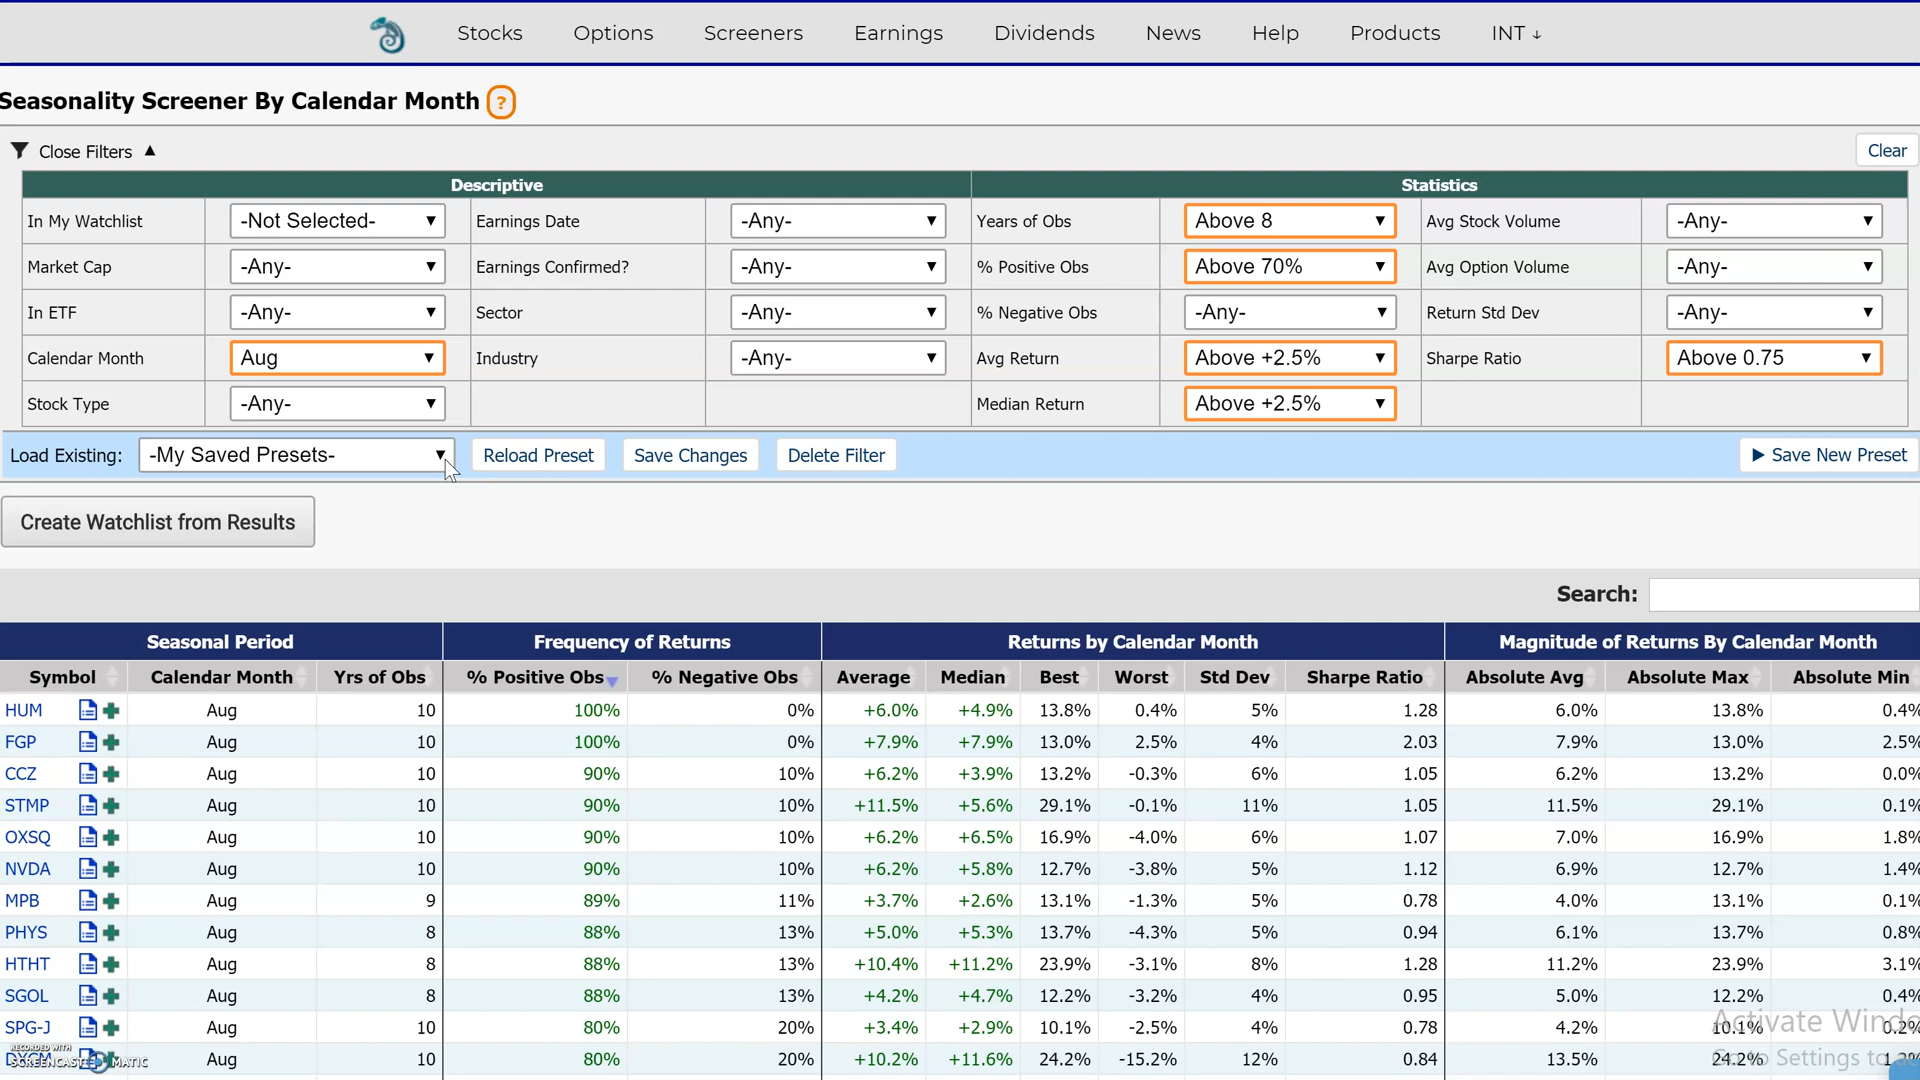 Stocks Options Screeners Earnings Dividends News Help Products INT ↓
Seasonality Screener By Calendar Month ?
Close Filters ▲ Clear
Descriptive Statistics
In My Watchlist -Not Selected- Earnings Date -Any- Years of Obs Above 8 Avg Stock Volume -Any-
Market Cap -Any- Earnings Confirmed? -Any- % Positive Obs Above 70% Avg Option Volume -Any-
In ETF -Any- Sector -Any- % Negative Obs -Any- Return Std Dev -Any-
Calendar Month Aug Industry -Any- Avg Return Above +2.5% Sharpe Ratio Above 0.75
Stock Type -Any- Median Return Above +2.5%
Load Existing: -My Saved Presets- Reload Preset Save Changes Delete Filter ▶ Save New Preset
Create Watchlist from Results
Search:
Seasonal Period Frequency of Returns Returns by Calendar Month Magnitude of Returns By Calendar Month
Symbol Calendar Month Yrs of Obs % Positive Obs % Negative Obs Average Median Best Worst Std Dev Sharpe Ratio Absolute Avg Absolute Max Absolute Min
HUM Aug 10 100% 0% +6.0% +4.9% 13.8% 0.4% 5% 1.28 6.0% 13.8% 0.4%
FGP Aug 10 100% 0% +7.9% +7.9% 13.0% 2.5% 4% 2.03 7.9% 13.0% 2.5%
CCZ Aug 10 90% 10% +6.2% +3.9% 13.2% -0.3% 6% 1.05 6.2% 13.2% 0.0%
STMP Aug 10 90% 10% +11.5% +5.6% 29.1% -0.1% 11% 1.05 11.5% 29.1% 0.1%
OXSQ Aug 10 90% 10% +6.2% +6.5% 16.9% -4.0% 6% 1.07 7.0% 16.9% 1.8%
NVDA Aug 10 90% 10% +6.2% +5.8% 12.7% -3.8% 5% 1.12 6.9% 12.7% 1.4%
MPB Aug 9 89% 11% +3.7% +2.6% 13.1% -1.3% 5% 0.78 4.0% 13.1% 0.1%
PHYS Aug 8 88% 13% +5.0% +5.3% 13.7% -4.3% 5% 0.94 6.1% 13.7% 0.8%
HTHT Aug 8 88% 13% +10.4% +11.2% 23.9% -3.1% 8% 1.28 11.2% 23.9% 3.1%
SGOL Aug 8 88% 13% +4.2% +4.7% 12.2% -3.2% 4% 0.95 5.0% 12.2% 0.4%
SPG-J Aug 10 80% 20% +3.4% +2.9% 10.1% -2.5% 4% 0.78 4.2% 10.1% 0.2%
DXCM Aug 10 80% 20% +10.2% +11.6% 24.2% -15.2% 12% 0.84 13.5% 24.2%
RECORDED WITH
SCREENCAST MATIC
Activate Windo
Go to Settings to